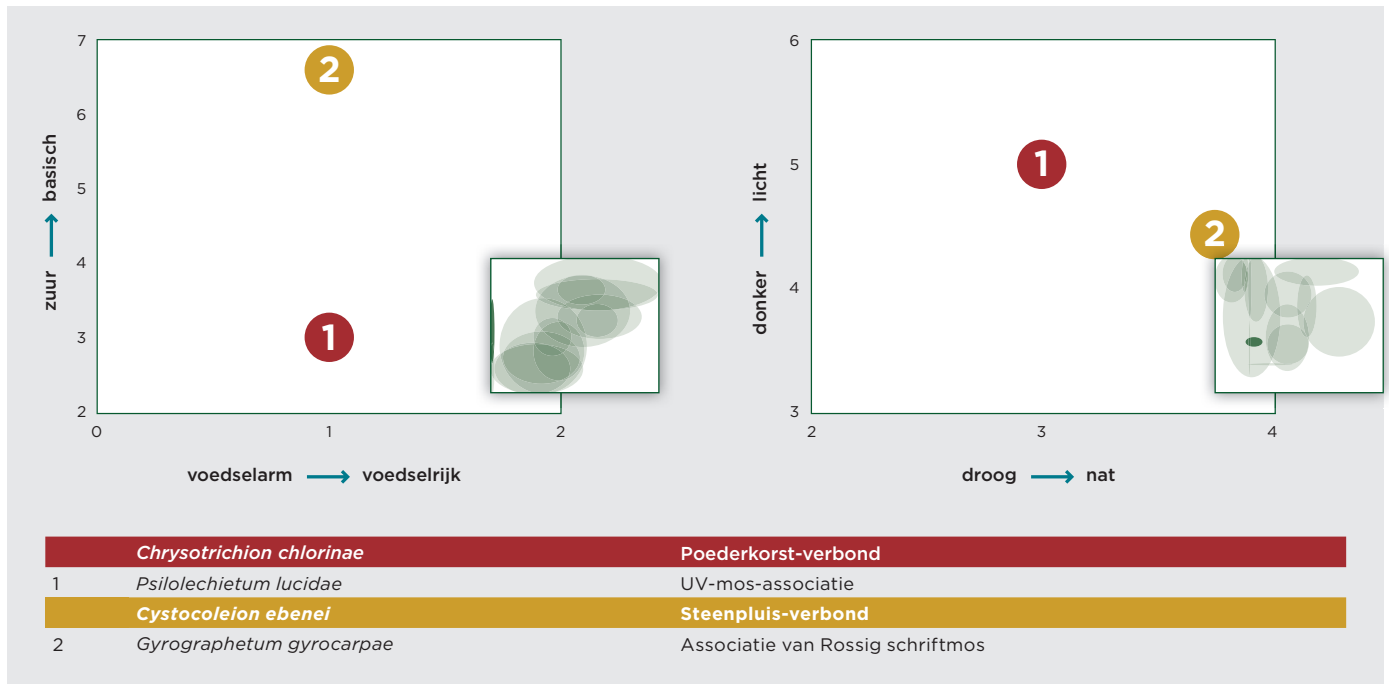 7
6
5
4
3
2
zuur → basisch
0 1 2
voedselarm → voedselrijk
2
1
6
5
4
3
donker → licht
2 3 4
droog → nat
1
2
Chrysotrichion chlorinae Poederkorst-verbond
1 Psilolechietum lucidae UV-mos-associatie
Cystocoleion ebenei Steenpluis-verbond
2 Gyrographetum gyrocarpae Associatie van Rossig schriftmos